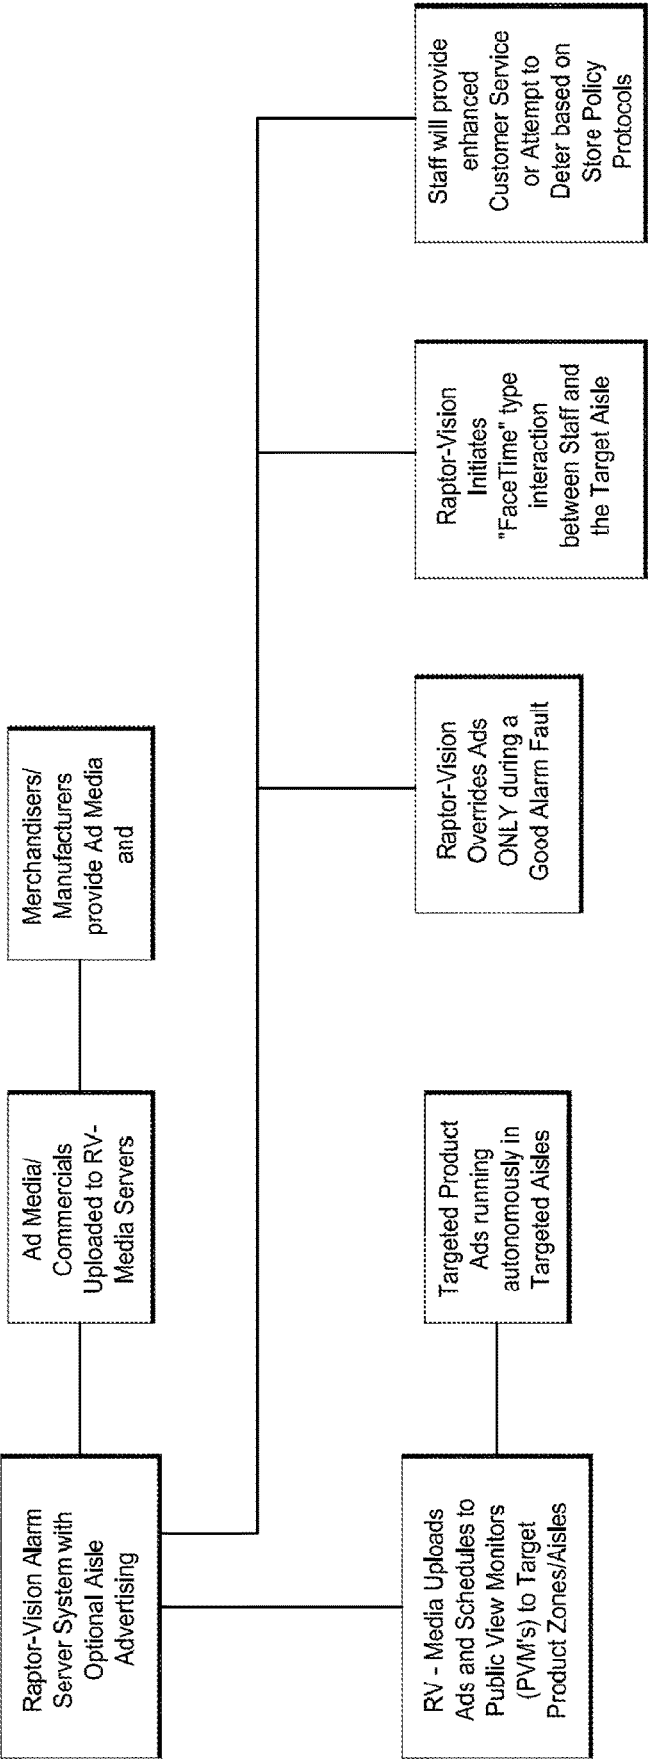 Raptor-Vision Alarm
Server System with
Optional Aisle
Advertising
Ad Media/
Commercials
Uploaded to RV-
Media Servers
Merchandisers/
Manufacturers
provide Ad Media
and
RV - Media Uploads
Ads and Schedules to
Public View Monitors
(PVM's) to Target
Product Zones/Aisles
Targeted Product
Ads running
autonomously in
Targeted Aisles
Raptor-Vision
Overrides Ads
ONLY during a
Good Alarm Fault
Raptor-Vision
Initiates
"FaceTime" type
interaction
between Staff and
the Target Aisle
Staff will provide
enhanced
Customer Service
or Attempt to
Deter based on
Store Policy
Protocols